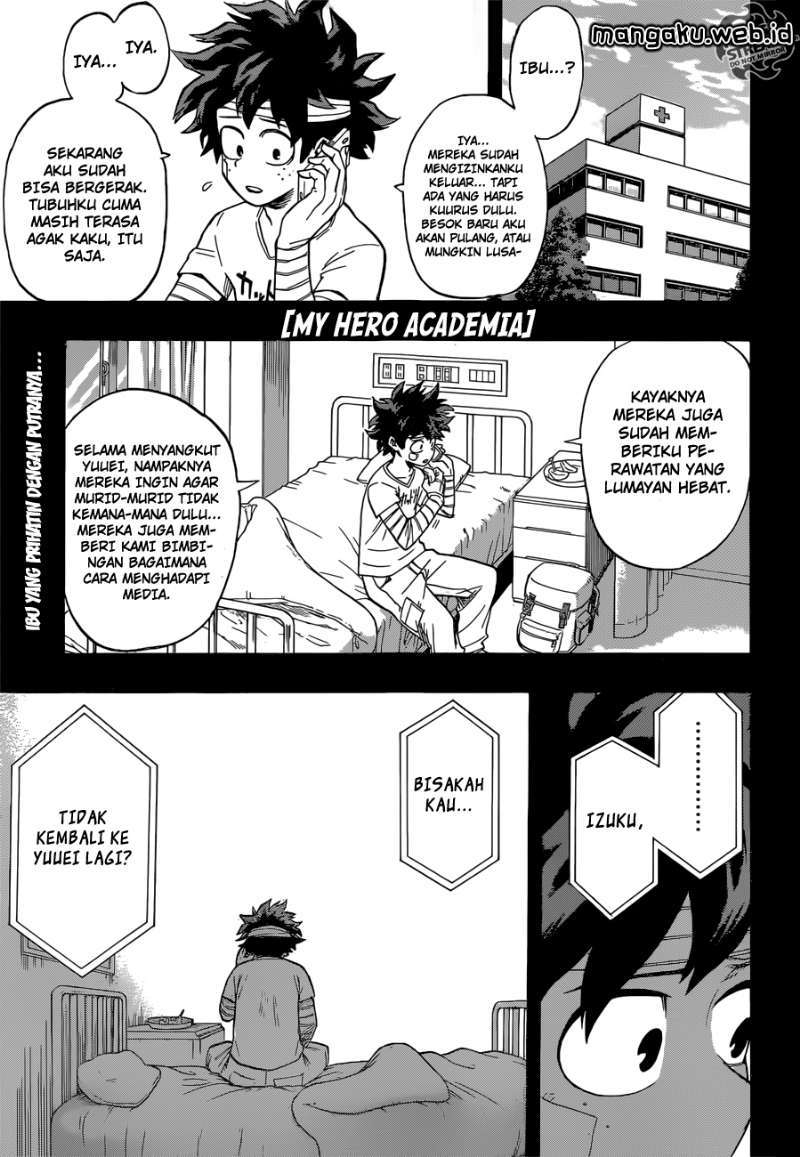 mangaku.web.id
IBU...?
IYA...
MEREKA SUDAH
MENGIZINKANKU
KELUAR... TAPI
ADA YANG HARUS
KUURUS DULU.
BESOK BARU AKU
AKAN PULANG, ATAU
MUNGKIN LUSA-
IYA... IYA.
SEKARANG
AKU SUDAH
BISA BERGERAK.
TUBUHKU CUMA
MASIH TERASA
AGAK KAKU, ITU
SAJA.
[MY HERO ACADEMIA]
IBU YANG PRIHATIN DENGAN PUTRANYA...
KAYAKNYA
MEREKA JUGA
SUDAH MEM-
BERIKU PE-
RAWATAN YANG
LUMAYAN HEBAT.
SELAMA MENYANGKUT
YUUEI, NAMPAKNYA
MEREKA INGIN AGAR
MURID-MURID TIDAK
KEMANA-MANA DULU...
MEREKA JUGA MEM-
BERI KAMI BIMBI-
NGAN BAGAIMANA
CARA MENGHADAPI
MEDIA.
.........
IZUKU,
BISAKAH
KAU...
TIDAK
KEMBALI KE
YUUEI LAGI?